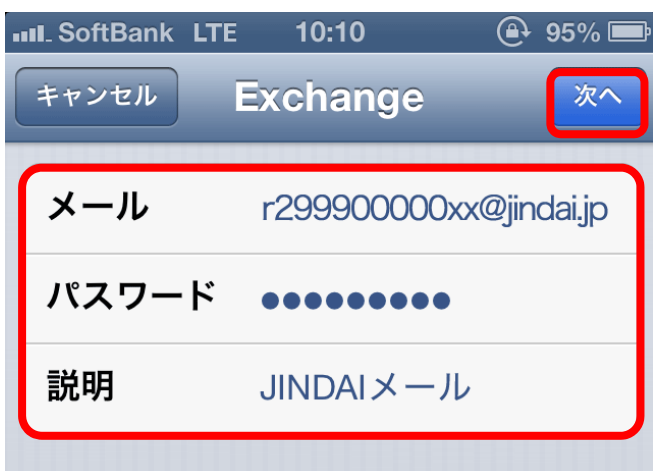 SoftBank LTE 10:10 95%
キャンセル Exchange 次へ
メール r299900000xx@jindai.jp
パスワード ●●●●●●●●●
説明 JINDAIメール